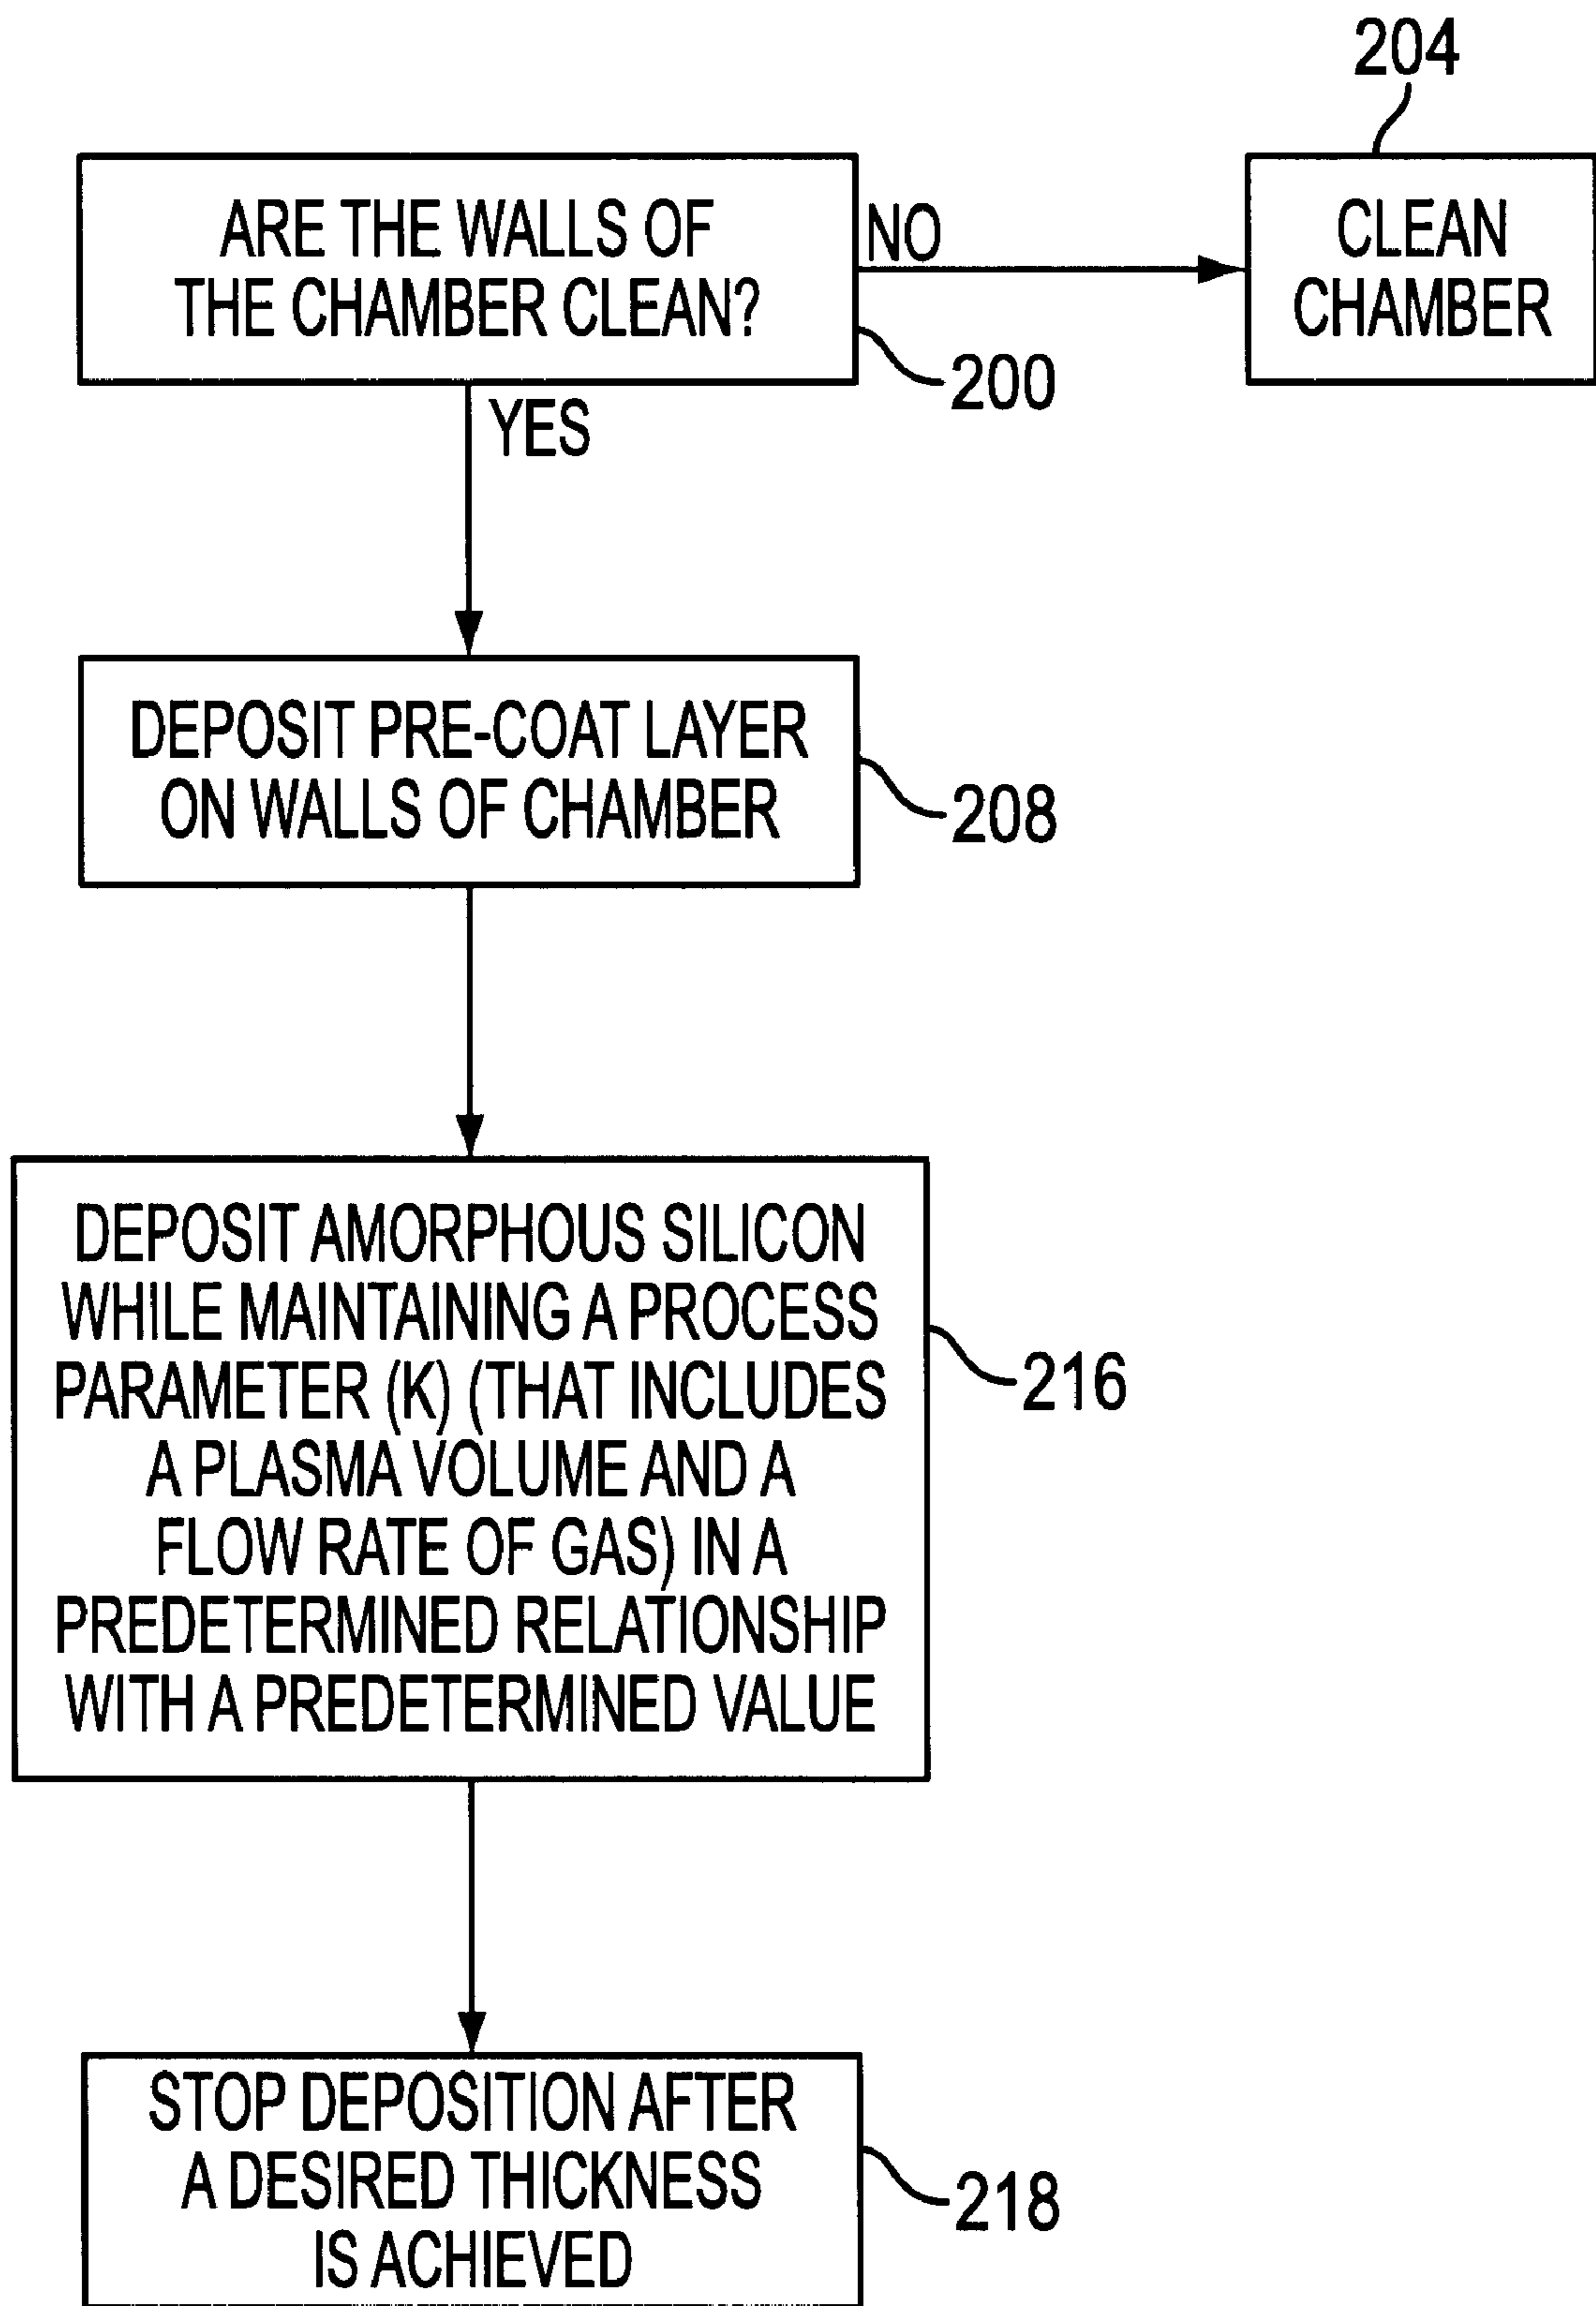 204
ARE THE WALLS OF
THE CHAMBER CLEAN?
NO
CLEAN
CHAMBER
200
YES
DEPOSIT PRE-COAT LAYER
ON WALLS OF CHAMBER
208
DEPOSIT AMORPHOUS SILICON
WHILE MAINTAINING A PROCESS
PARAMETER (K) (THAT INCLUDES
A PLASMA VOLUME AND A
FLOW RATE OF GAS) IN A
PREDETERMINED RELATIONSHIP
WITH A PREDETERMINED VALUE
216
STOP DEPOSITION AFTER
A DESIRED THICKNESS
IS ACHIEVED
218